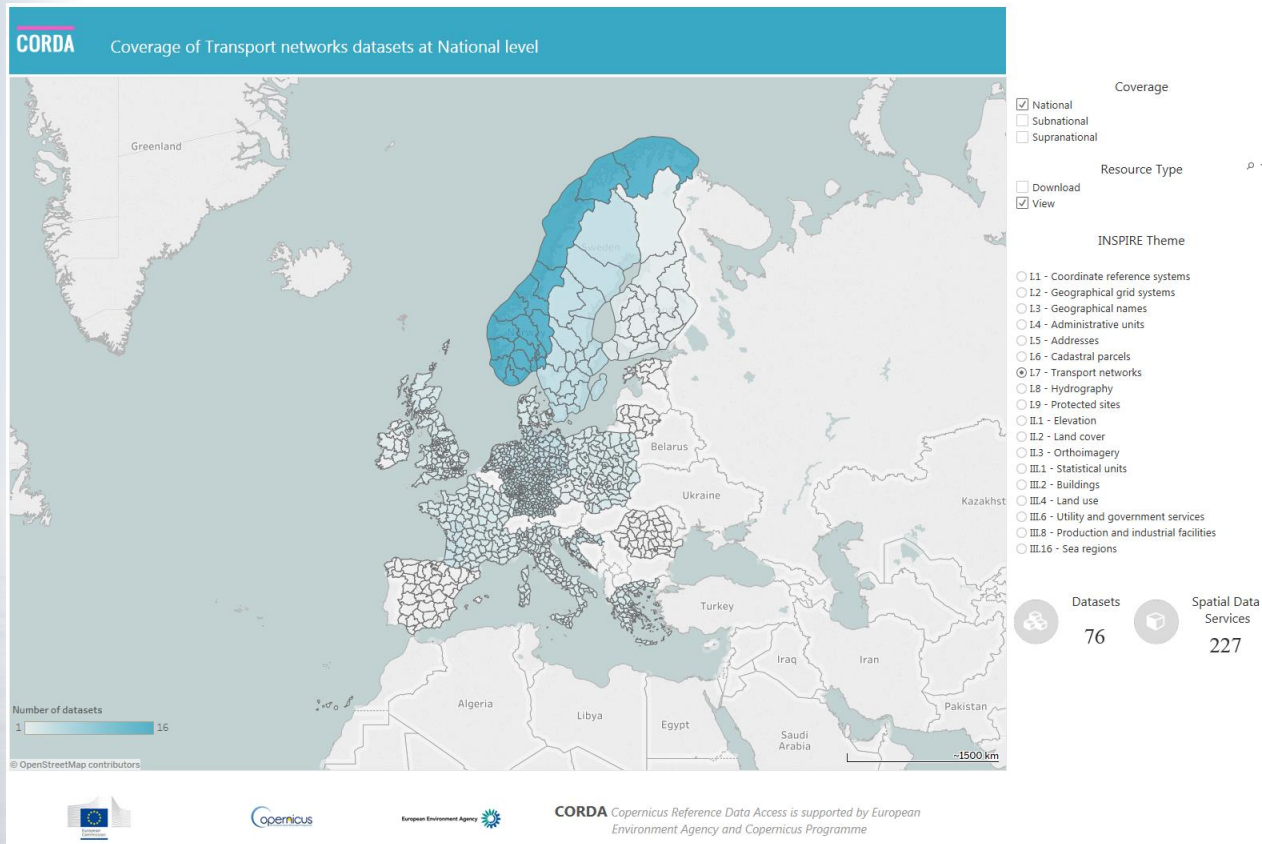 CORDA
Coverage of Transport networks datasets at National level
Greenland
Sweden
Norway
Belarus
Ukraine
Kazakhst
Turkey
Iraq
Iran
Algeria
Libya
Egypt
Saudi
Arabia
Pakistan
Number of datasets
1
16
~1500 km
© OpenStreetMap contributors
Coverage
National
Subnational
Supranational
Resource Type
Download
View
INSPIRE Theme
I.1 - Coordinate reference systems
I.2 - Geographical grid systems
I.3 - Geographical names
I.4 - Administrative units
I.5 - Addresses
I.6 - Cadastral parcels
I.7 - Transport networks
I.8 - Hydrography
I.9 - Protected sites
II.1 - Elevation
II.2 - Land cover
II.3 - Orthoimagery
III.1 - Statistical units
III.2 - Buildings
III.4 - Land use
III.6 - Utility and government services
III.8 - Production and industrial facilities
III.16 - Sea regions
Datasets
76
Spatial Data
Services
227
European
Commission
opernicus
European Environment Agency
CORDA Copernicus Reference Data Access is supported by European
Environment Agency and Copernicus Programme